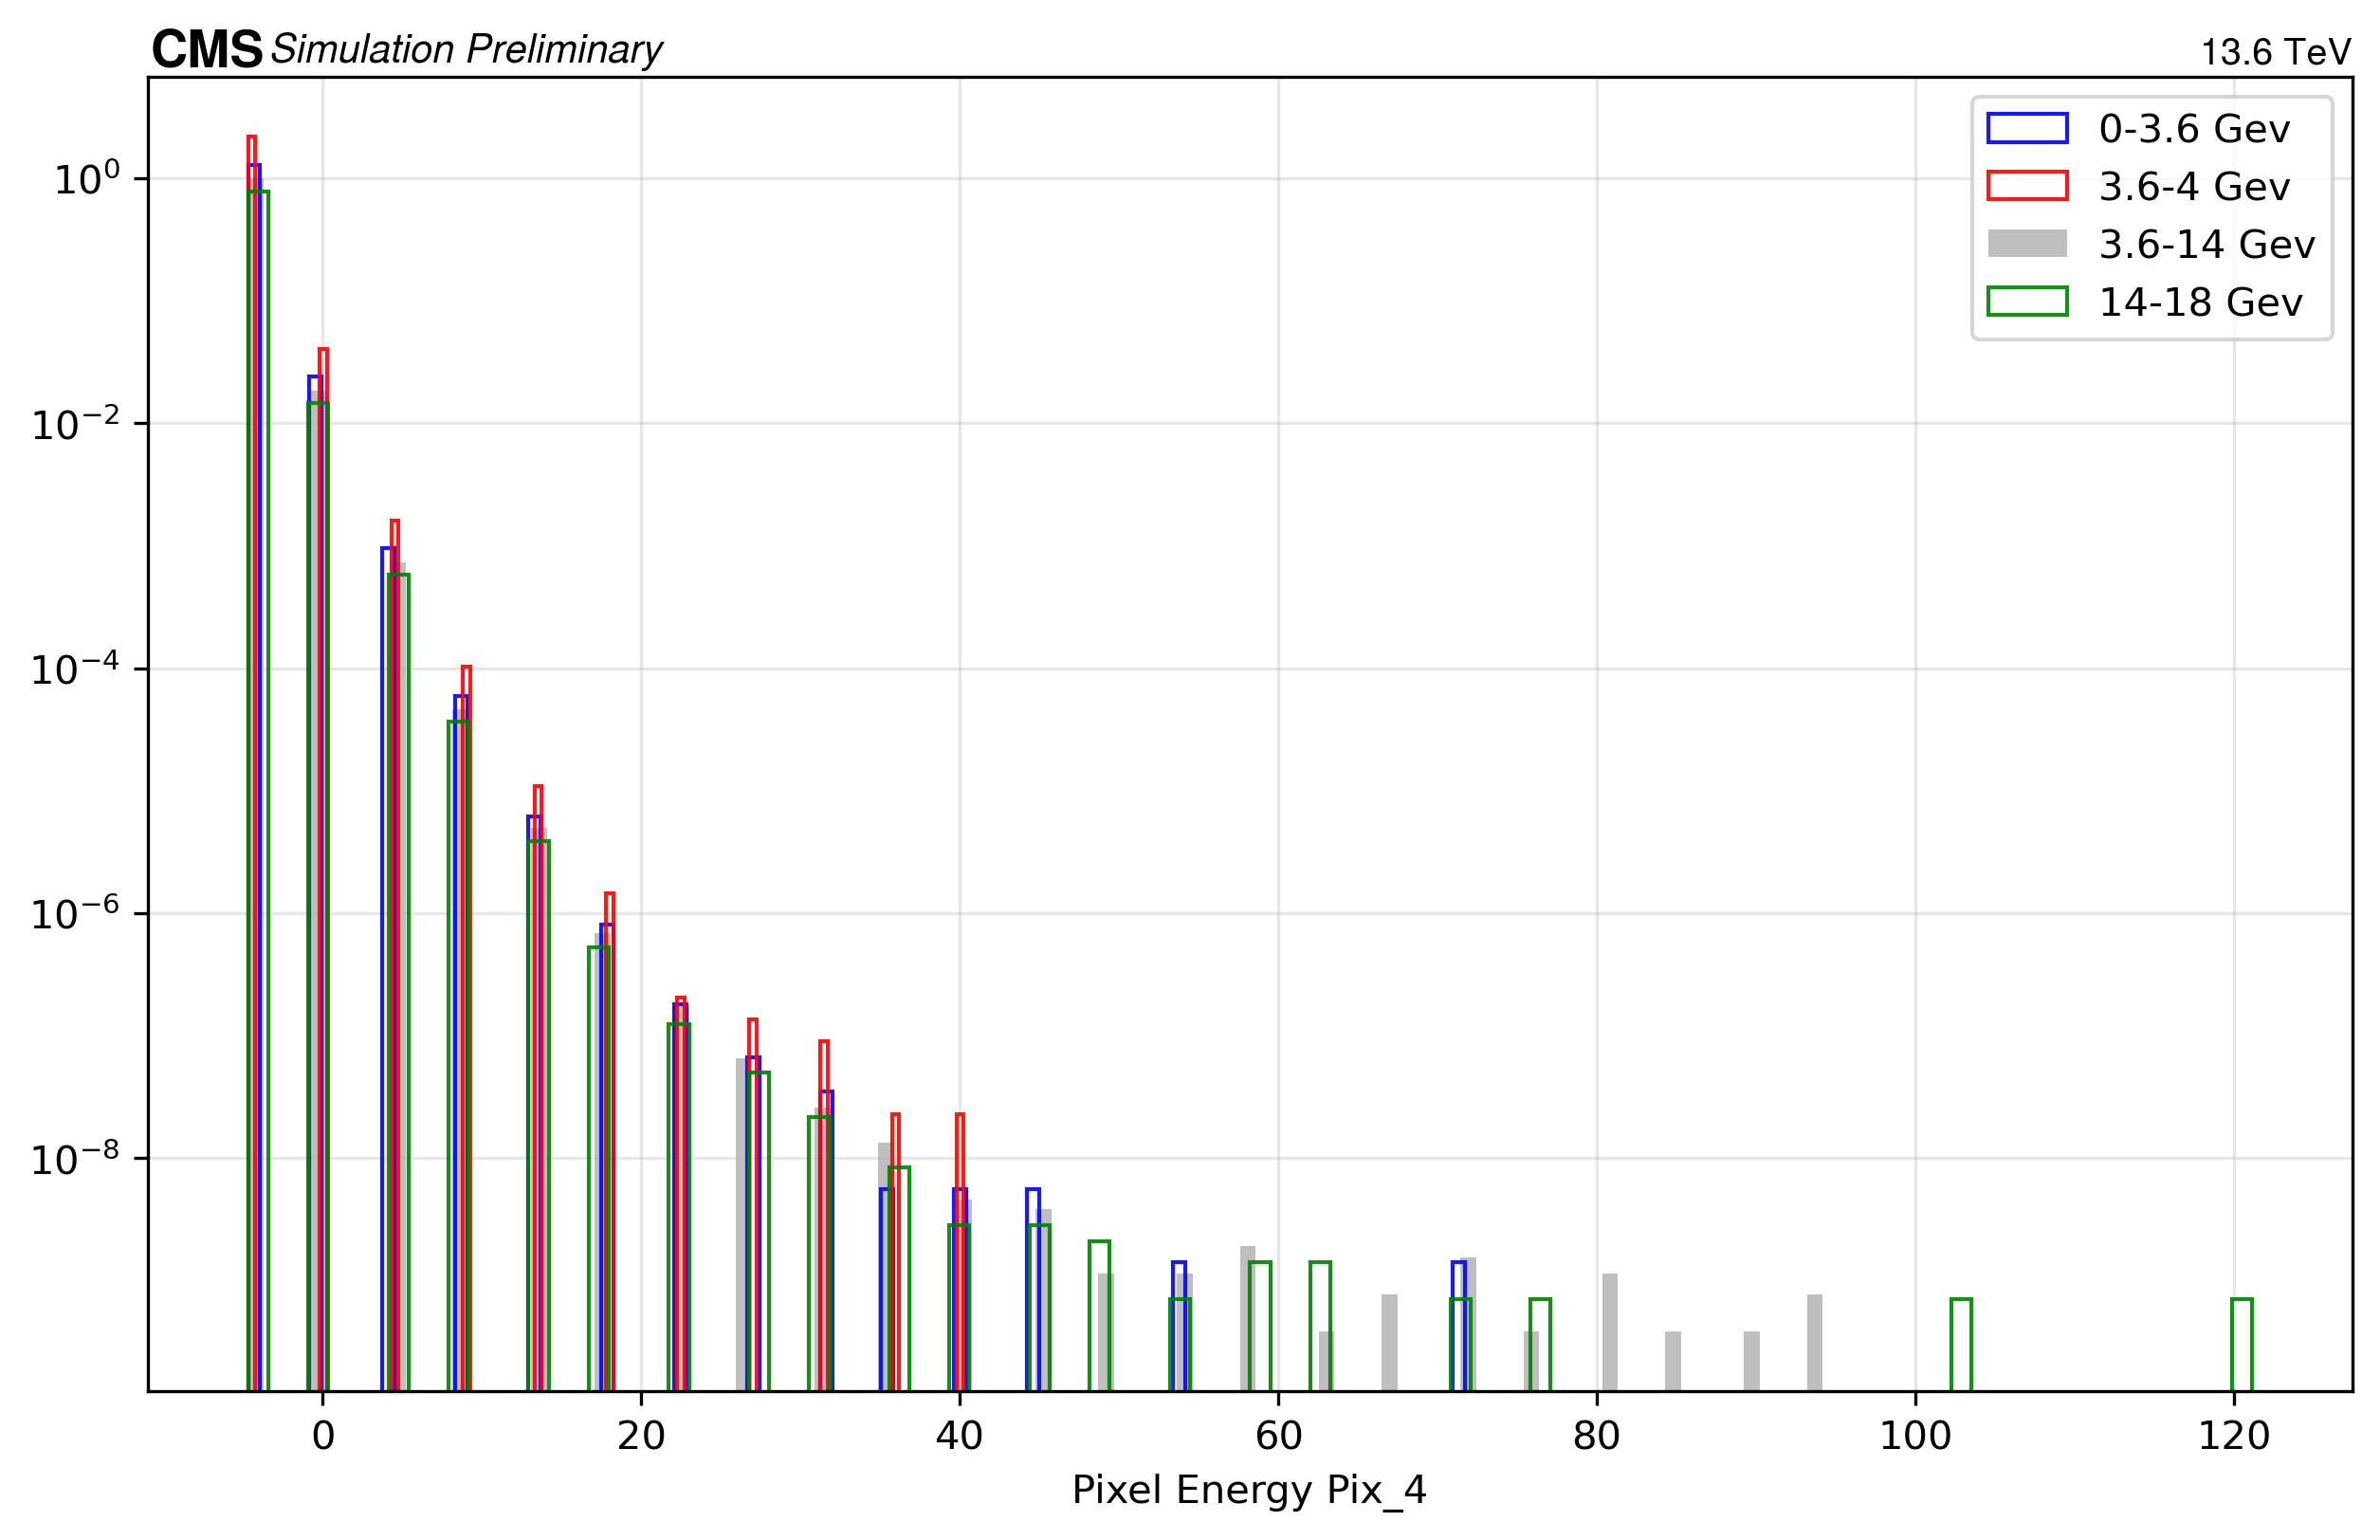 CMS Simulation Preliminary 13.6 TeV
0-3.6 Gev
3.6-4 Gev
3.6-14 Gev
14-18 Gev
10⁰
10⁻²
10⁻⁴
10⁻⁶
10⁻⁸
0 20 40 60 80 100 120
Pixel Energy Pix_4